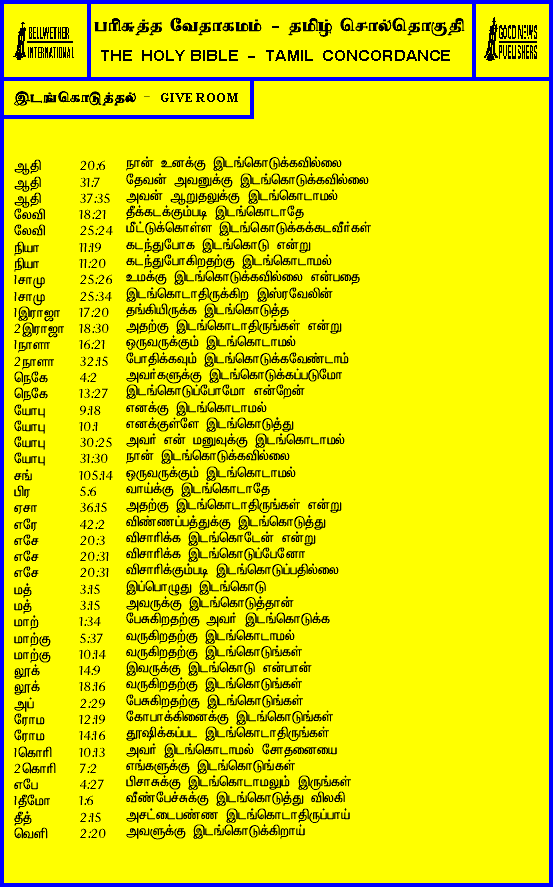 BELLWETHER
INTERNATIONAL
பரிசுத்த வேதாகமம் - தமிழ் சொல்தொகுதி
THE HOLY BIBLE - TAMIL CONCORDANCE
GOOD NEWS
PUBLISHERS
இடங்கொடுத்தல் - GIVE ROOM
ஆதி 20:6 நான் உனக்கு இடங்கொடுக்கவில்லை
ஆதி 31:7 தேவன் அவனுக்கு இடங்கொடுக்கவில்லை
ஆதி 37:35 அவன் ஆறுதலுக்கு இடங்கொடாமல்
லேவி 18:21 தீக்கடக்கும்படி இடங்கொடாதே
லேவி 25:24 மீட்டுக்கொள்ள இடங்கொடுக்கக்கடவீர்கள்
நியா 11:19 கடந்துபோக இடங்கொடு என்று
நியா 11:20 கடந்துபோகிறதற்கு இடங்கொடாமல்
1சாமு 25:26 உமக்கு இடங்கொடுக்கவில்லை என்பதை
1சாமு 25:34 இடங்கொடாதிருக்கிற இஸ்ரவேலின்
1இராஜா 17:20 தங்கியிருக்க இடங்கொடுத்த
2இராஜா 18:30 அதற்கு இடங்கொடாதிருங்கள் என்று
1நாளா 16:21 ஒருவருக்கும் இடங்கொடாமல்
2நாளா 32:15 போதிக்கவும் இடங்கொடுக்கவேண்டாம்
நெகே 4:2 அவர்களுக்கு இடங்கொடுக்கப்படுமோ
நெகே 13:27 இடங்கொடுப்போமோ என்றேன்
யோபு 9:18 எனக்கு இடங்கொடாமல்
யோபு 10:1 எனக்குள்ளே இடங்கொடுத்து
யோபு 30:25 அவர் என் மனுவுக்கு இடங்கொடாமல்
யோபு 31:30 நான் இடங்கொடுக்கவில்லை
சங் 105:14 ஒருவருக்கும் இடங்கொடாமல்
பிர 5:6 வாய்க்கு இடங்கொடாதே
ஏசா 36:15 அதற்கு இடங்கொடாதிருங்கள் என்று
எரே 42:2 விண்ணப்பத்துக்கு இடங்கொடுத்து
எசே 20:3 விசாரிக்க இடங்கொடேன் என்று
எசே 20:31 விசாரிக்க இடங்கொடுப்பேனோ
எசே 20:31 விசாரிக்கும்படி இடங்கொடுப்பதில்லை
மத் 3:15 இப்பொழுது இடங்கொடு
மத் 3:15 அவருக்கு இடங்கொடுத்தான்
மாற் 1:34 பேசுகிறதற்கு அவர் இடங்கொடுக்க
மாற்கு 5:37 வருகிறதற்கு இடங்கொடாமல்
மாற்கு 10:14 வருகிறதற்கு இடங்கொடுங்கள்
லூக் 14:9 இவருக்கு இடங்கொடு என்பான்
லூக் 18:16 வருகிறதற்கு இடங்கொடுங்கள்
அப் 2:29 பேசுகிறதற்கு இடங்கொடுங்கள்
ரோம 12:19 கோபாக்கினைக்கு இடங்கொடுங்கள்
ரோம 14:16 தூஷிக்கப்பட இடங்கொடாதிருங்கள்
1கொரி 10:13 அவர் இடங்கொடாமல் சோதனையை
2கொரி 7:2 எங்களுக்கு இடங்கொடுங்கள்
எபே 4:27 பிசாசுக்கு இடங்கொடாமலும் இருங்கள்
1தீமோ 1:6 வீண்பேச்சுக்கு இடங்கொடுத்து விலகி
தீத் 2:15 அசட்டைபண்ண இடங்கொடாதிருப்பாய்
வெளி 2:20 அவளுக்கு இடங்கொடுக்கிறாய்